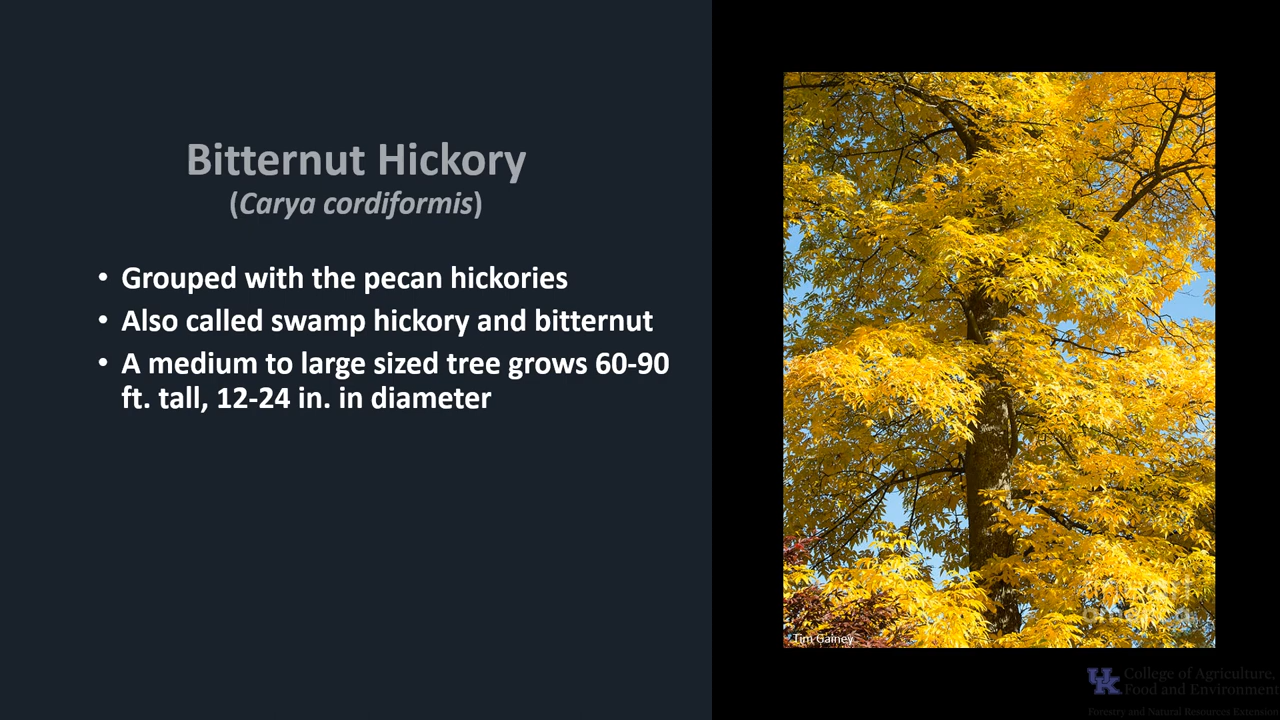 Bitternut Hickory
(Carya cordiformis)
• Grouped with the pecan hickories
• Also called swamp hickory and bitternut
• A medium to large sized tree grows 60-90
ft. tall, 12-24 in. in diameter
Tim Gainey
UK College of Agriculture,
Food and Environment
Forestry and Natural Resources Extension